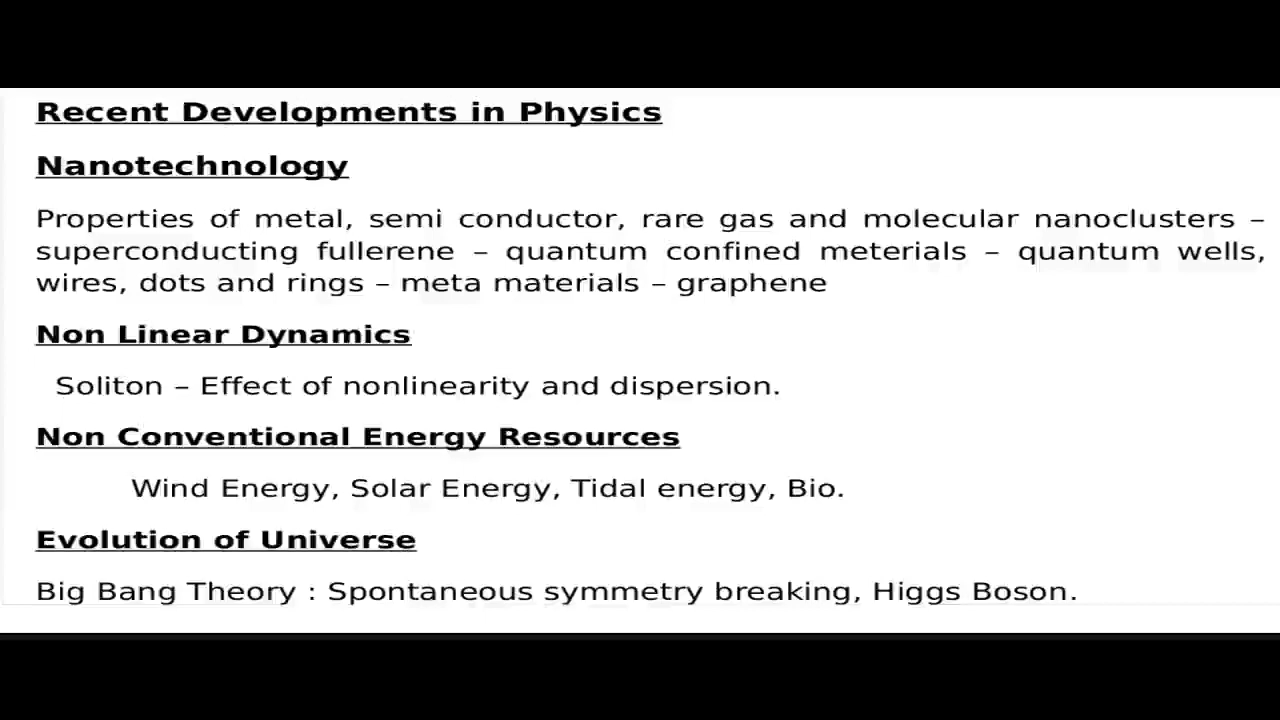 Recent Developments in Physics
Nanotechnology
Properties of metal, semi conductor, rare gas and molecular nanoclusters –
superconducting fullerene – quantum confined meterials – quantum wells,
wires, dots and rings – meta materials – graphene
Non Linear Dynamics
Soliton – Effect of nonlinearity and dispersion.
Non Conventional Energy Resources
Wind Energy, Solar Energy, Tidal energy, Bio.
Evolution of Universe
Big Bang Theory : Spontaneous symmetry breaking, Higgs Boson.